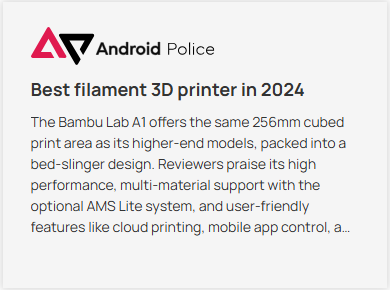 Android Police
Best filament 3D printer in 2024
The Bambu Lab A1 offers the same 256mm cubed
print area as its higher-end models, packed into a
bed-slinger design. Reviewers praise its high
performance, multi-material support with the
optional AMS Lite system, and user-friendly
features like cloud printing, mobile app control, a...